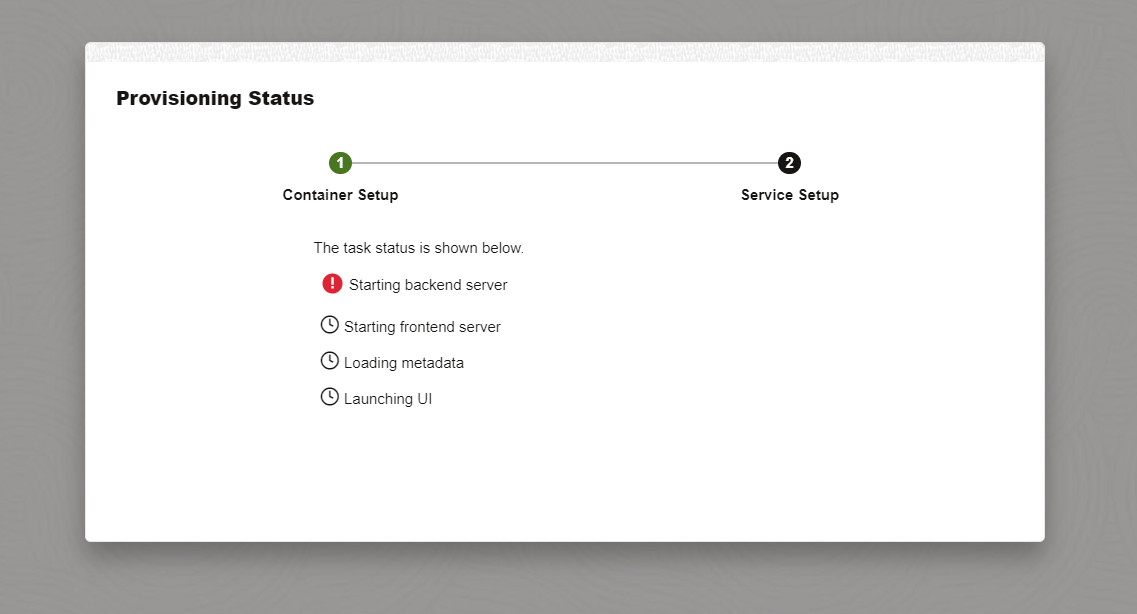 Provisioning Status
1
2
Container Setup
Service Setup
The task status is shown below.
! Starting backend server
Starting frontend server
Loading metadata
Launching UI